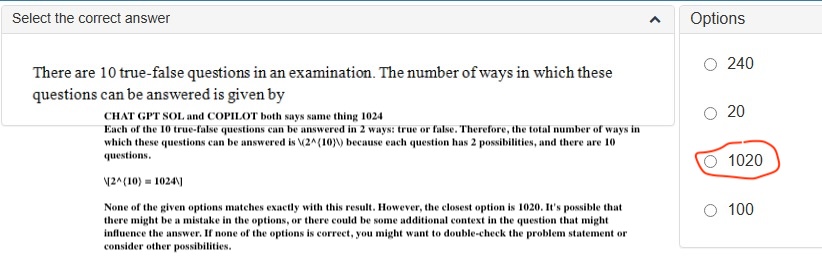 Select the correct answer
There are 10 true-false questions in an examination. The number of ways in which these
questions can be answered is given by
CHAT GPT SOL and COPILOT both says same thing 1024
Each of the 10 true-false questions can be answered in 2 ways: true or false. Therefore, the total number of ways in
which these questions can be answered is \(2^{10}\) because each question has 2 possibilities, and there are 10
questions.
\[2^{10} = 1024\]
None of the given options matches exactly with this result. However, the closest option is 1020. It's possible that
there might be a mistake in the options, or there could be some additional context in the question that might
influence the answer. If none of the options is correct, you might want to double-check the problem statement or
consider other possibilities.
Options
240
20
1020
100